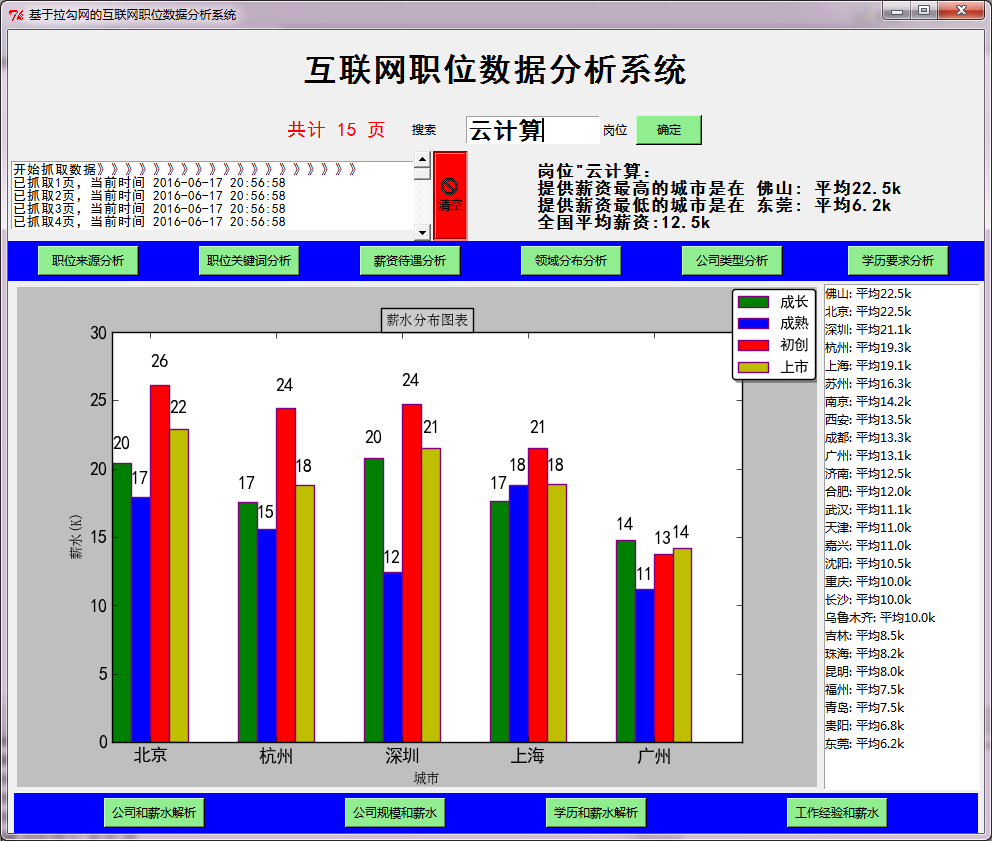 基于拉勾网的互联网职位数据分析系统
互联网职位数据分析系统
共计 15 页 搜索 云计算 岗位 确定
开始抓取数据》》》》》》》》》》》》》》》》》》》
已抓取1页，当前时间 2016-06-17 20:56:58
已抓取2页，当前时间 2016-06-17 20:56:58
已抓取3页，当前时间 2016-06-17 20:56:58
已抓取4页，当前时间 2016-06-17 20:56:58
清空
岗位"云计算:
提供薪资最高的城市是在 佛山: 平均22.5k
提供薪资最低的城市是在 东莞: 平均6.2k
全国平均薪资:12.5k
职位来源分析 职位关键词分析 薪资待遇分析 领域分布分析 公司类型分析 学历要求分析
薪水分布图表
成长
成熟
初创
上市
薪水(K)
30
25
20
15
10
5
0
20 17 26 22
17 15 24 18
20 12 24 21
17 18 21 18
14 11 13 14
北京 杭州 深圳 上海 广州
城市
佛山: 平均22.5k
北京: 平均22.5k
深圳: 平均21.1k
杭州: 平均19.3k
上海: 平均19.1k
苏州: 平均16.3k
南京: 平均14.2k
西安: 平均13.5k
成都: 平均13.3k
广州: 平均13.1k
济南: 平均12.5k
合肥: 平均12.0k
武汉: 平均11.1k
天津: 平均11.0k
嘉兴: 平均11.0k
沈阳: 平均10.5k
重庆: 平均10.0k
长沙: 平均10.0k
乌鲁木齐: 平均10.0k
吉林: 平均8.5k
珠海: 平均8.2k
昆明: 平均8.0k
福州: 平均7.5k
青岛: 平均7.5k
贵阳: 平均6.8k
东莞: 平均6.2k
公司和薪水解析 公司规模和薪水 学历和薪水解析 工作经验和薪水